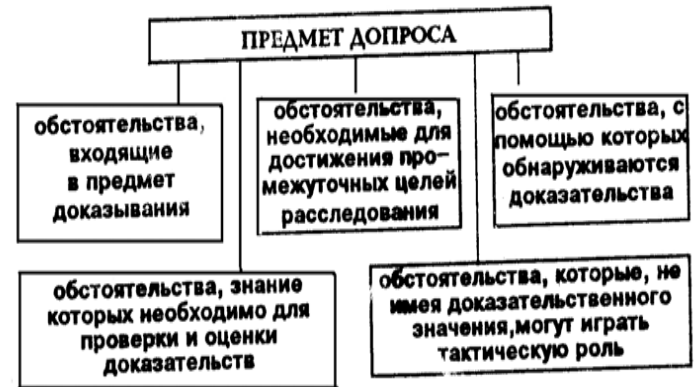 ПРЕДМЕТ ДОПРОСА
обстоятельства,
входящие
в предмет
доказывания
обстоятельства,
необходимые для
достижения про-
межуточных целей
расследования
обстоятельства, с
помощью которых
обнаруживаются
доказательства
обстоятельства, знание
которых необходимо для
проверки и оценки
доказательств
обстоятельства, которые, не
имея доказательственного
значения,могут играть
тактическую роль